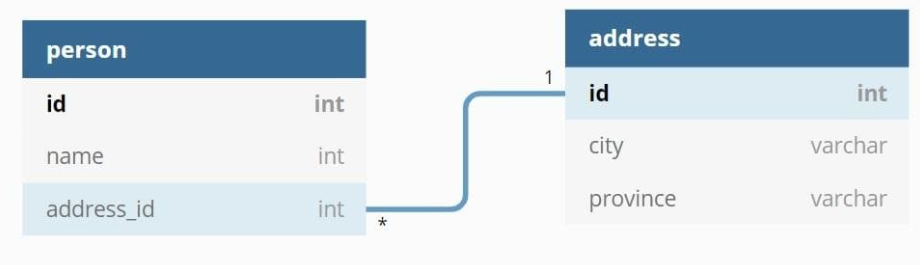 person
id int
name int
address_id int
*
1
address
id int
city varchar
province varchar